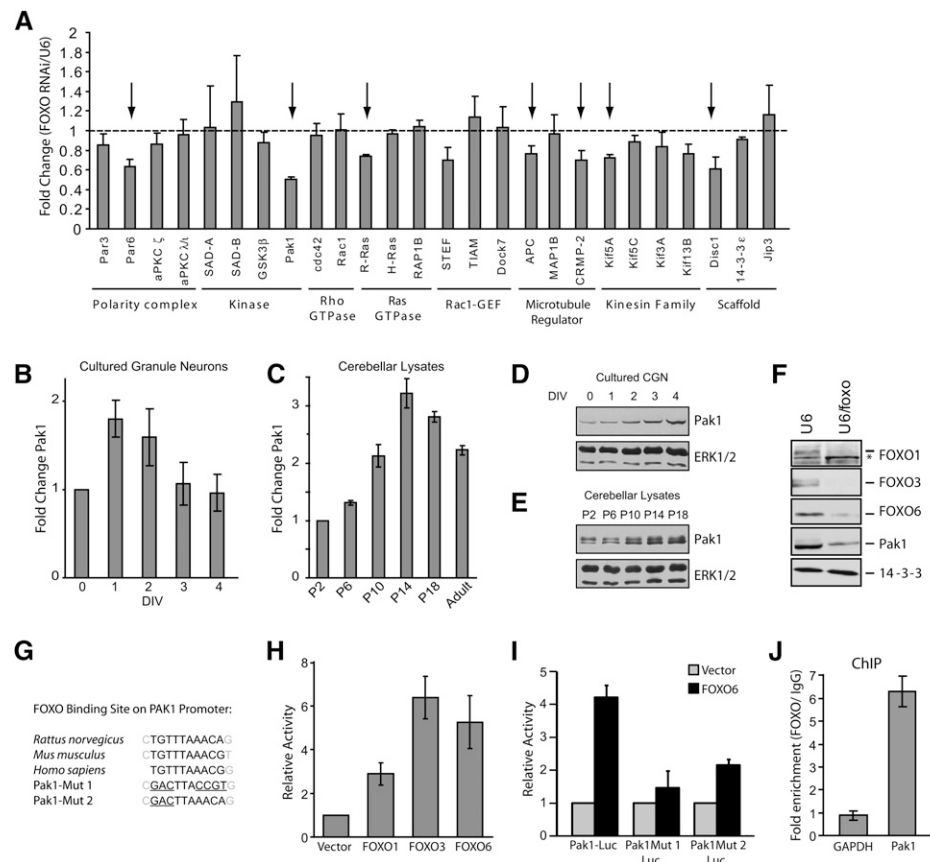 A
Fold Change (FOXO RNAi/U6)
2
1.8
1.6
1.4
1.2
1
0.8
0.6
0.4
0.2
0
Par3
Par6
aPKC ζ
aPKC λ/ι
SAD-A
SAD-B
GSK3β
Pak1
cdc42
Rac1
R-Ras
H-Ras
RAP1B
STEF
TIAM
Dock7
APC
MAP1B
CRMP-2
Kif5A
Kif5C
Kif3A
Kif13B
Disc1
14-3-3ε
Jip3
Polarity complex
Kinase
Rho
GTPase
Ras
GTPase
Rac1-GEF
Microtubule
Regulator
Kinesin Family
Scaffold
B
Cultured Granule Neurons
Fold Change Pak1
2
1
0
0 1 2 3 4
DIV
C
Cerebellar Lysates
Fold Change Pak1
3
2
1
0
P2 P6 P10 P14 P18 Adult
D
Cultured CGN
DIV 0 1 2 3 4
Pak1
ERK1/2
E
Cerebellar Lysates
P2 P6 P10 P14 P18
Pak1
ERK1/2
F
U6 U6/foxo
FOXO1
*
FOXO3
FOXO6
Pak1
14-3-3
G
FOXO Binding Site on PAK1 Promoter:
Rattus norvegicus CTGTTTAAACAG
Mus musculus CTGTTTAAACGT
Homo sapiens TGTTTAAACGG
Pak1-Mut 1 CGACTTACCGTG
Pak1-Mut 2 CGACTTAAACAG
H
Relative Activity
8
6
4
2
0
Vector FOXO1 FOXO3 FOXO6
I
Relative Activity
5
4
3
2
1
0
Vector
FOXO6
Pak1-Luc Pak1Mut 1 Pak1Mut 2
Luc Luc
J
ChIP
Fold enrichment (FOXO/ IgG)
7
6
5
4
3
2
1
0
GAPDH Pak1